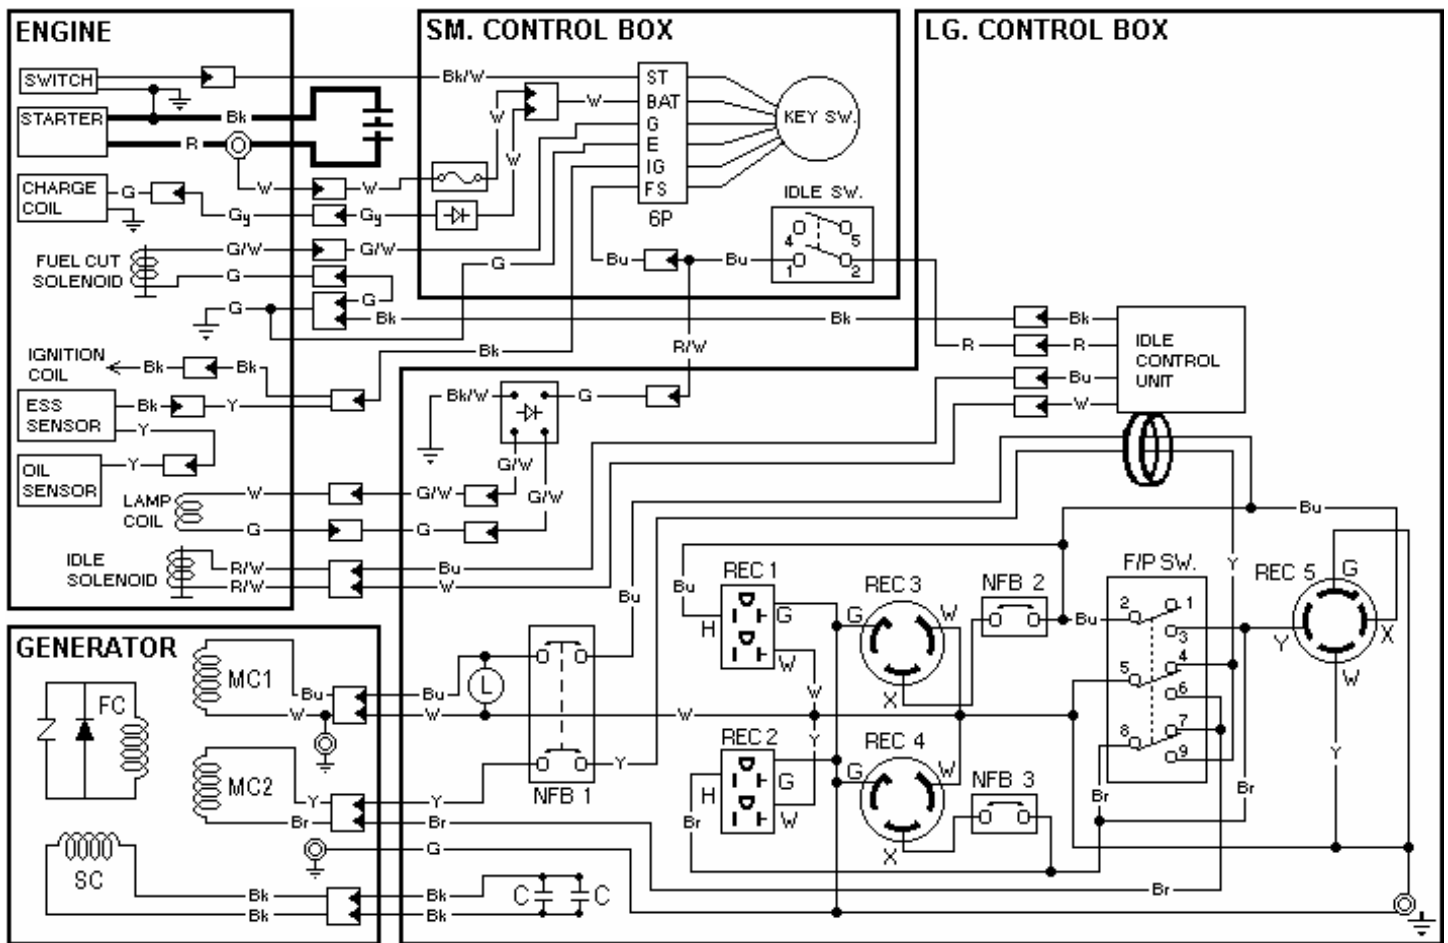 ENGINE
SM. CONTROL BOX
LG. CONTROL BOX
SWITCH
Bk/W
ST
STARTER
Bk
W
W
BAT
KEY SW.
R
G
E
W
CHARGE
COIL
G
W
W
IG
FS
IDLE SW.
Gy
Gy
6P
4
5
FUEL CUT
SOLENOID
G/W
G/W
G
G
Bu
Bu
1
2
G
G
Bk
Bk
Bk
IDLE
CONTROL
UNIT
R
R
R/W
IGNITION
COIL
Bk
Bk
Bk
Bu
ESS
SENSOR
Bk
Y
Bk/W
G
W
Y
OIL
SENSOR
Y
G/W
G/W
LAMP
COIL
W
G/W
G
G
Bu
IDLE
SOLENOID
R/W
R/W
Bu
W
REC 1
REC 3
NFB 2
F/P SW.
Y
REC 5
G
Bu
Bu
H
G
W
G
W
X
Bu
2
1
3
Y
X
W
GENERATOR
MC1
FC
Bu
W
Bu
W
L
W
W
5
4
6
REC 2
Y
REC 4
8
7
9
Y
MC2
Y
Br
Y
Br
Y
NFB 1
H
G
W
G
W
X
NFB 3
Br
Br
Br
G
SC
Bk
Bk
Bk
Bk
C
C
Br